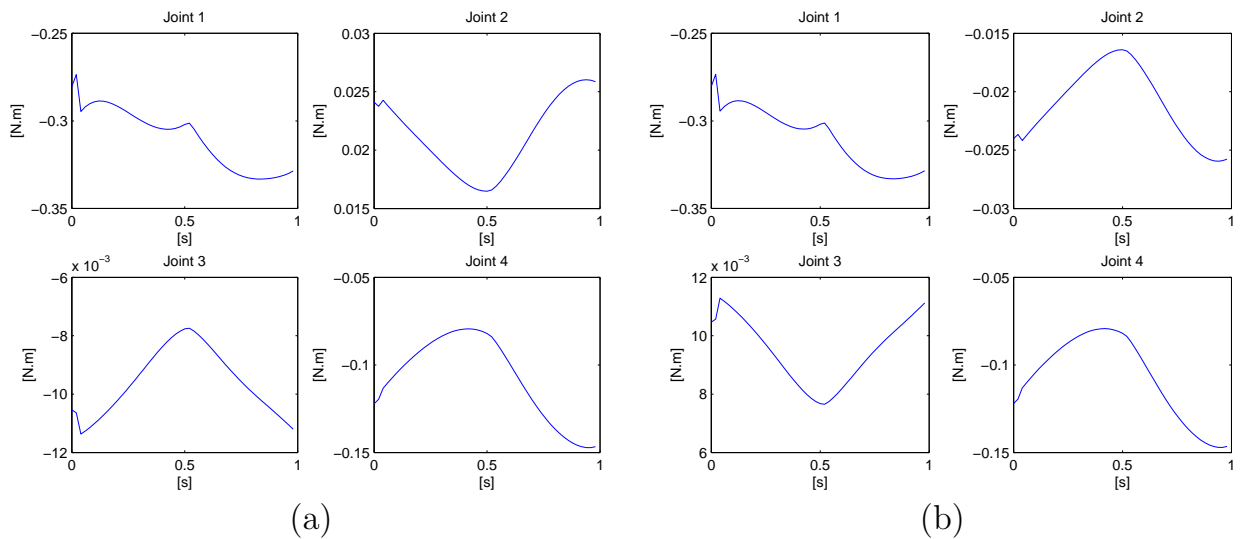 Joint 1
−0.25
−0.3
−0.35
[N.m]
0
0.5
1
[s]
Joint 2
0.03
0.025
0.02
0.015
[N.m]
0
0.5
1
[s]
Joint 3
x 10⁻³
−6
−8
−10
−12
[N.m]
0
0.5
1
[s]
Joint 4
−0.05
−0.1
−0.15
[N.m]
0
0.5
1
[s]
(a)
Joint 1
−0.25
−0.3
−0.35
[N.m]
0
0.5
1
[s]
Joint 2
−0.015
−0.02
−0.025
−0.03
[N.m]
0
0.5
1
[s]
Joint 3
x 10⁻³
12
10
8
6
[N.m]
0
0.5
1
[s]
Joint 4
−0.05
−0.1
−0.15
[N.m]
0
0.5
1
[s]
(b)